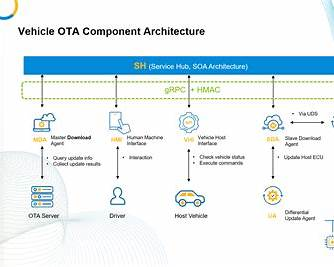 Vehicle OTA Component Architecture
SH (Service Hub, SOA Architecture)
gRPC + HMAC
MDA
Master Download
Agent
HMI
Human Machine
Interface
VHI
Vehicle Host
Interface
• Via UDS
SDA
Slave Download
Agent
• Query update info
• Collect update results
• Interaction
• Check vehicle status
• Execute commands
• Update Host ECU
OTA Server
Driver
Host Vehicle
UA
Differential
Update Agent